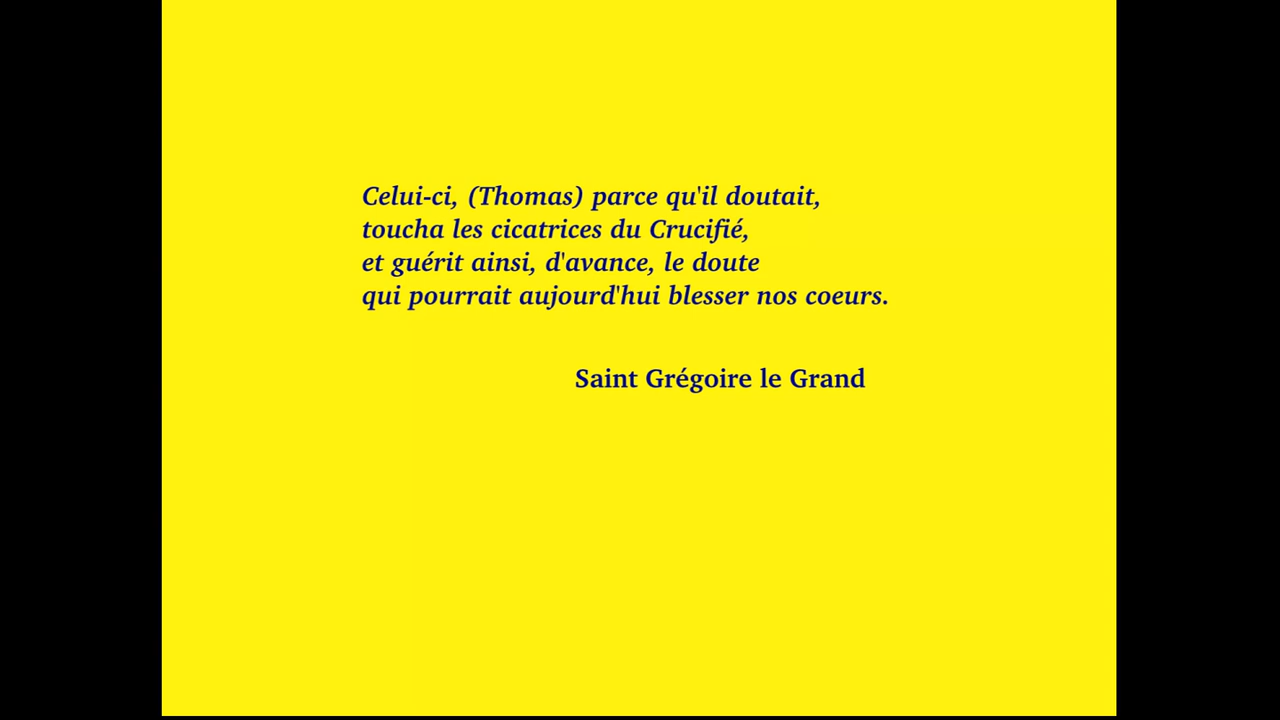 Celui-ci, (Thomas) parce qu'il doutait,
toucha les cicatrices du Crucifié,
et guérit ainsi, d'avance, le doute
qui pourrait aujourd'hui blesser nos coeurs.
Saint Grégoire le Grand